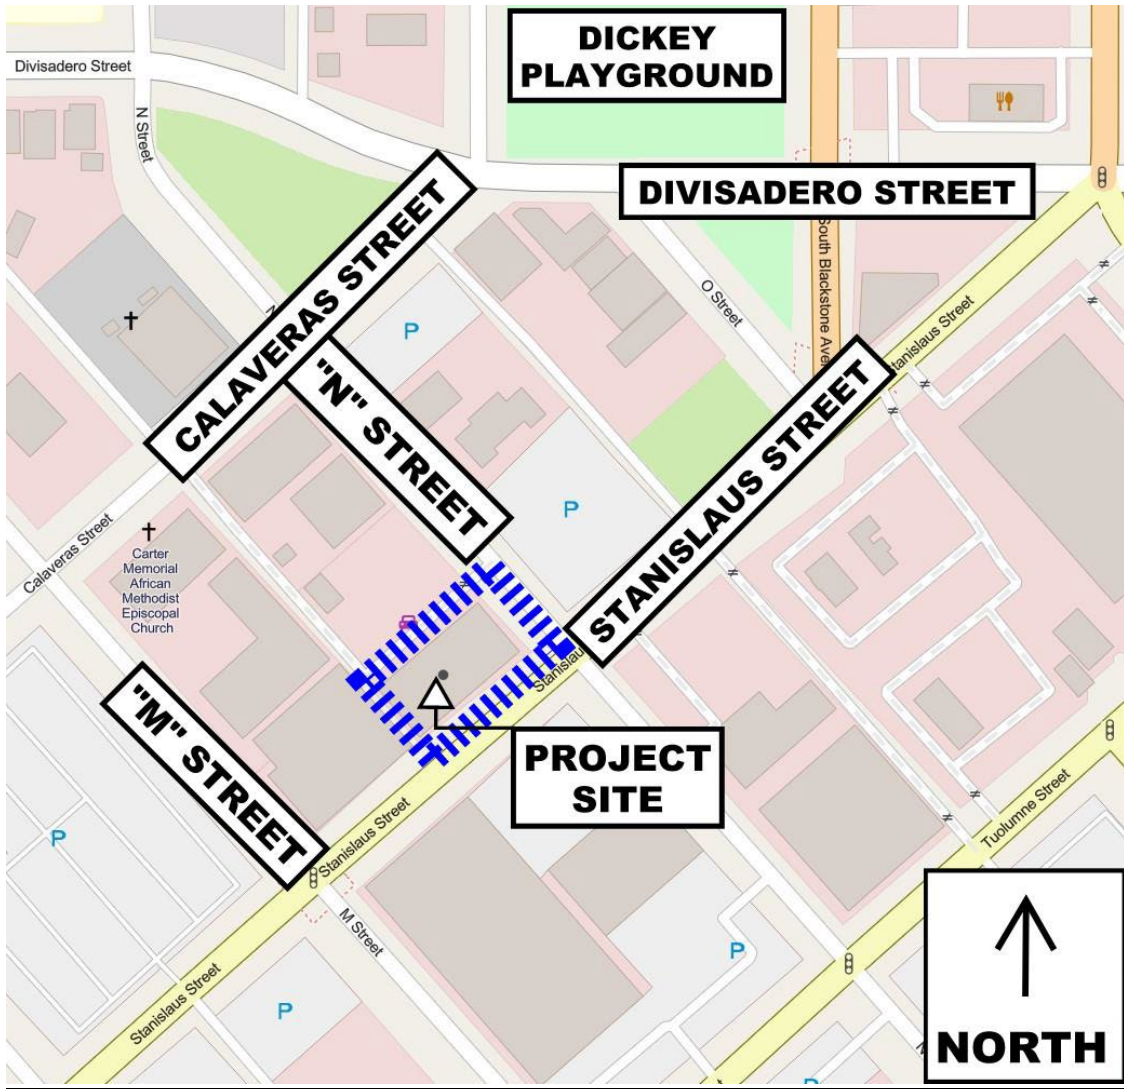 DICKEY
PLAYGROUND
Divisadero Street
N Street
DIVISADERO STREET
CALAVERAS STREET
South Blackstone Ave
O Street
Stanislaus Street
P
"N" STREET
STANISLAUS STREET
P
Calaveras Street
Carter
Memorial
African
Methodist
Episcopal
Church
"M" STREET
PROJECT
SITE
Stanislaus Street
Tuolumne Street
P
M Street
P
P
Stanislaus Street
P
NORTH